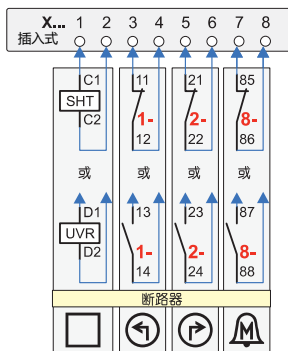 X... 1 2 3 4 5 6 7 8
插入式
C1 11 21 85
SHT 1- 2- 8-
C2 12 22 86
或 或 或 或
D1 13 23 87
UVR 1- 2- 8-
D2 14 24 88
断路器
M